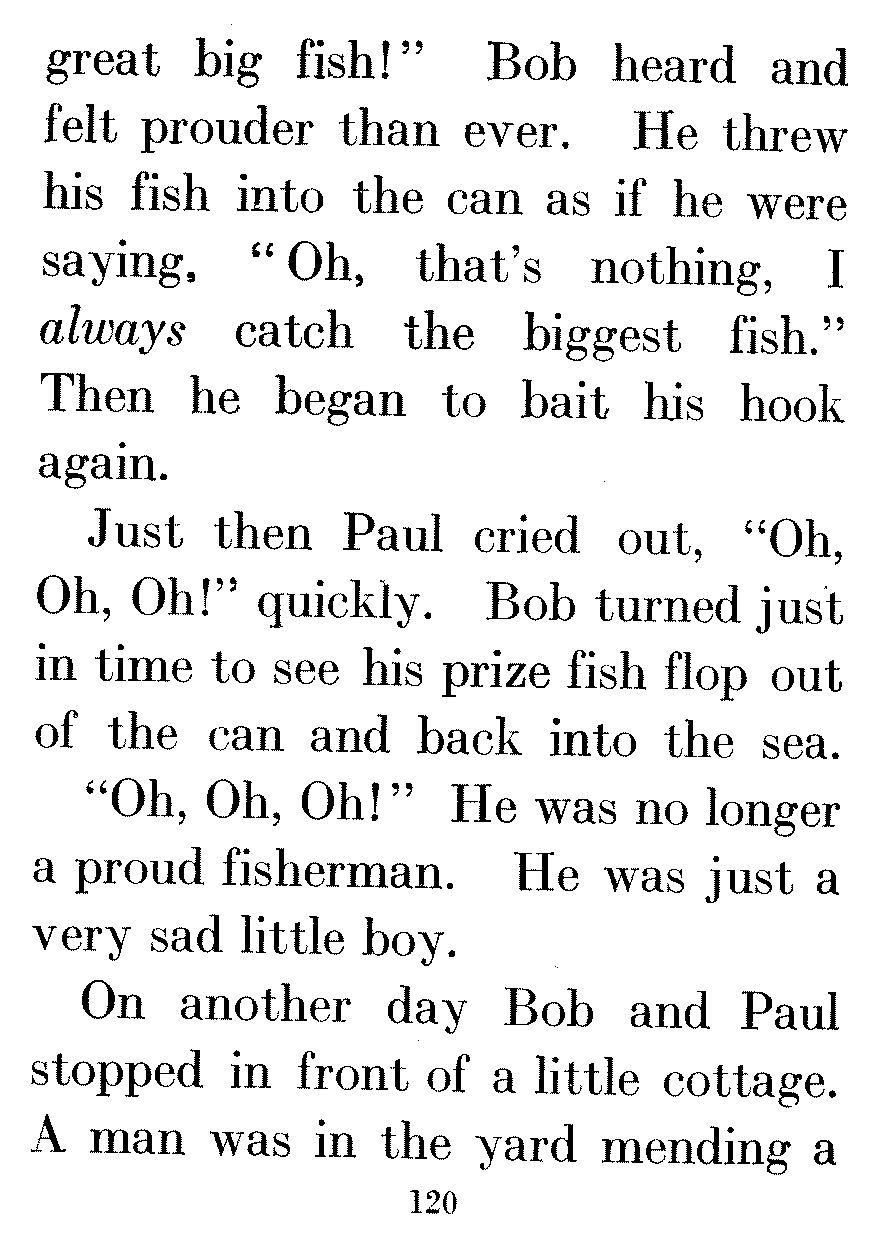 great big fish!” Bob heard and
felt prouder than ever. He threw
his fish into the can as if he were
saying, “Oh, that's nothing, I
always catch the biggest fish.”
Then he began to bait his hook
again.
Just then Paul cried out, “Oh,
Oh, Oh!” quickly. Bob turned just
in time to see his prize fish flop out
of the can and back into the sea.
“Oh, Oh, Oh!” He was no longer
a proud fisherman. He was just a
very sad little boy.
On another day Bob and Paul
stopped in front of a little cottage.
A man was in the yard mending a
120